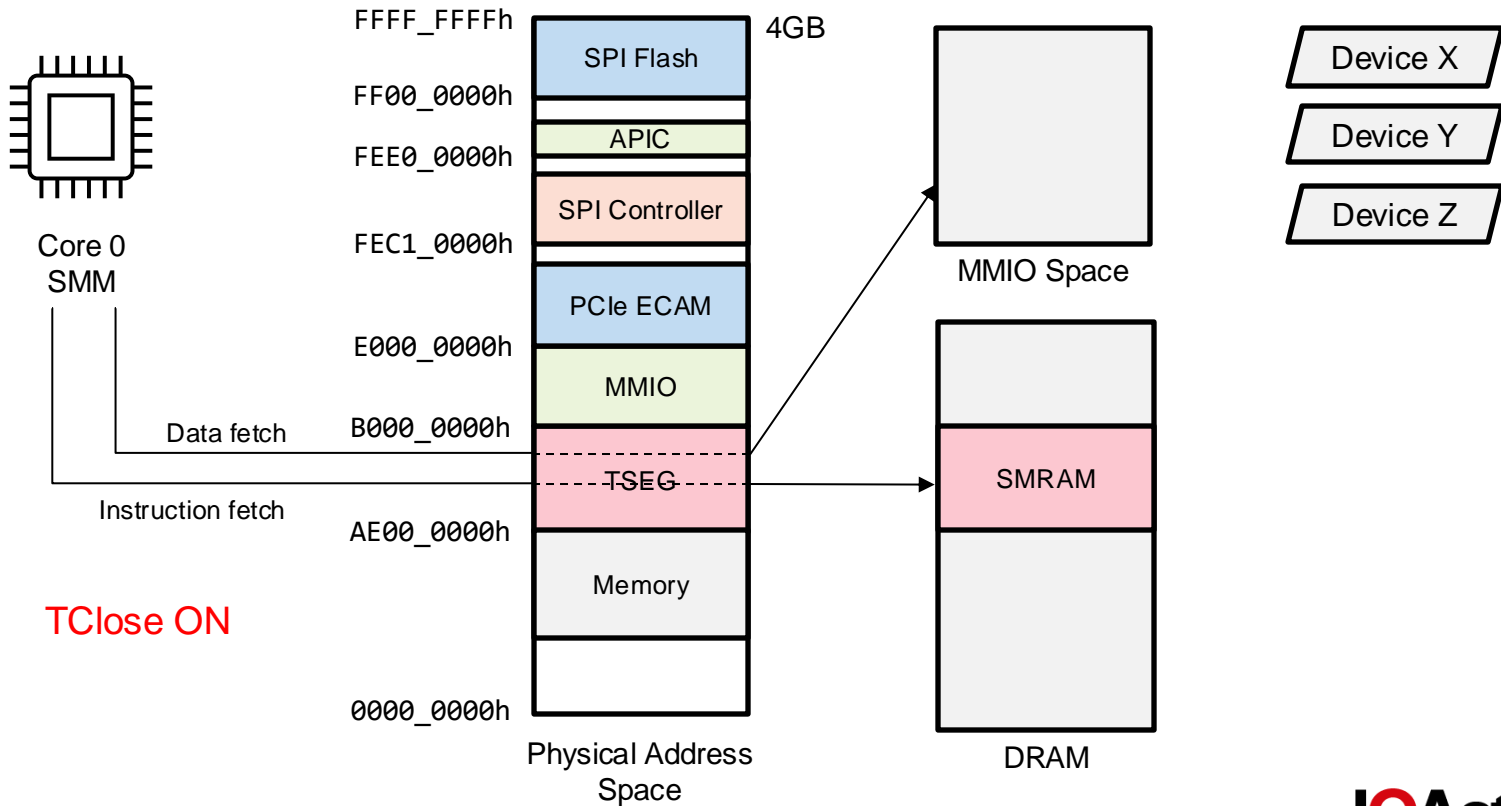 FFFF_FFFFh
4GB
SPI Flash
FF00_0000h
APIC
FEE0_0000h
SPI Controller
FEC1_0000h
PCIe ECAM
E000_0000h
MMIO
B000_0000h
TSEG
AE00_0000h
Memory
0000_0000h
Physical Address
Space
Core 0
SMM
Data fetch
Instruction fetch
TClose ON
MMIO Space
SMRAM
DRAM
Device X
Device Y
Device Z